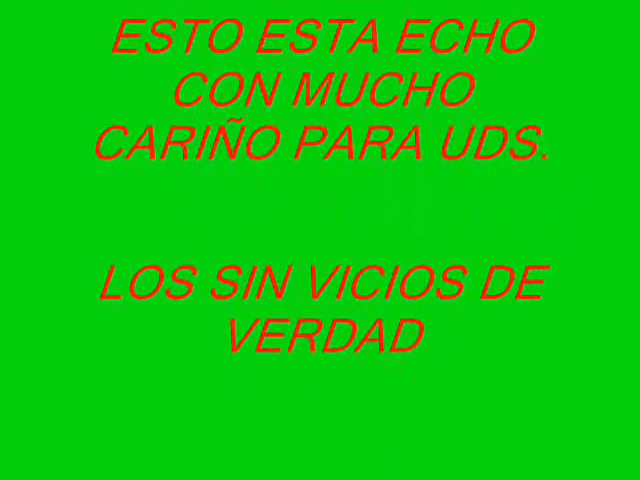 ESTO ESTA ECHO
CON MUCHO
CARIÑO PARA UDS.
LOS SIN VICIOS DE
VERDAD